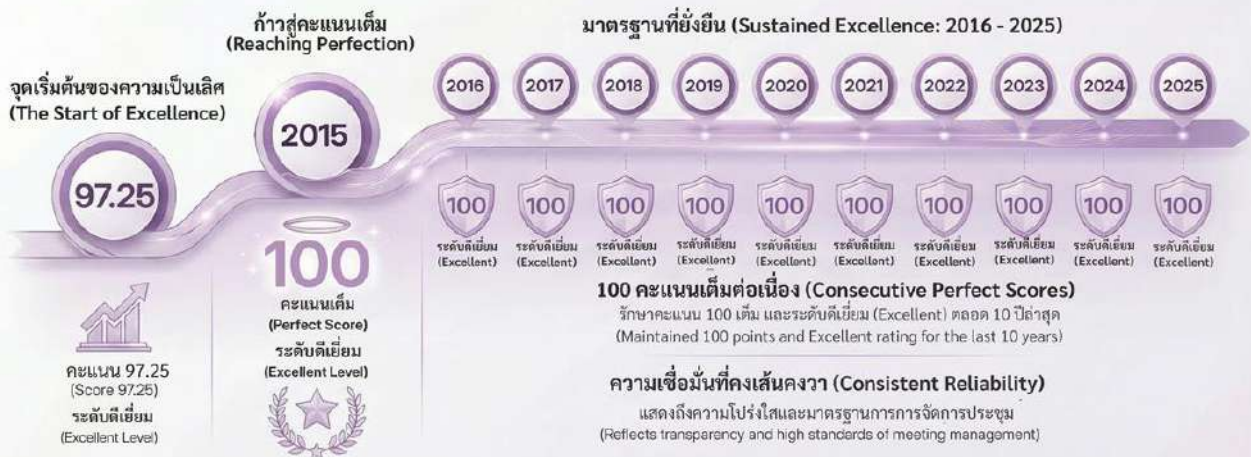 จุดเริ่มต้นของความเป็นเลิศ
(The Start of Excellence)
97.25
คะแนน 97.25
(Score 97.25)
ระดับดีเยี่ยม
(Excellent Level)
ก้าวสู่คะแนนเต็ม
(Reaching Perfection)
2015
100
คะแนนเต็ม
(Perfect Score)
ระดับดีเยี่ยม
(Excellent Level)
มาตรฐานที่ยั่งยืน (Sustained Excellence: 2016 - 2025)
2016 2017 2018 2019 2020 2021 2022 2023 2024 2025
100 100 100 100 100 100 100 100 100 100
ระดับดีเยี่ยม ระดับดีเยี่ยม ระดับดีเยี่ยม ระดับดีเยี่ยม ระดับดีเยี่ยม ระดับดีเยี่ยม ระดับดีเยี่ยม ระดับดีเยี่ยม ระดับดีเยี่ยม ระดับดีเยี่ยม
(Excellent) (Excellent) (Excellent) (Excellent) (Excellent) (Excellent) (Excellent) (Excellent) (Excellent) (Excellent)
100 คะแนนเต็มต่อเนื่อง (Consecutive Perfect Scores)
รักษาคะแนน 100 เต็ม และระดับดีเยี่ยม (Excellent) ตลอด 10 ปีล่าสุด
(Maintained 100 points and Excellent rating for the last 10 years)
ความเชื่อมั่นที่คงเส้นคงวา (Consistent Reliability)
แสดงถึงความโปร่งใสและมาตรฐานการการจัดการประชุม
(Reflects transparency and high standards of meeting management)